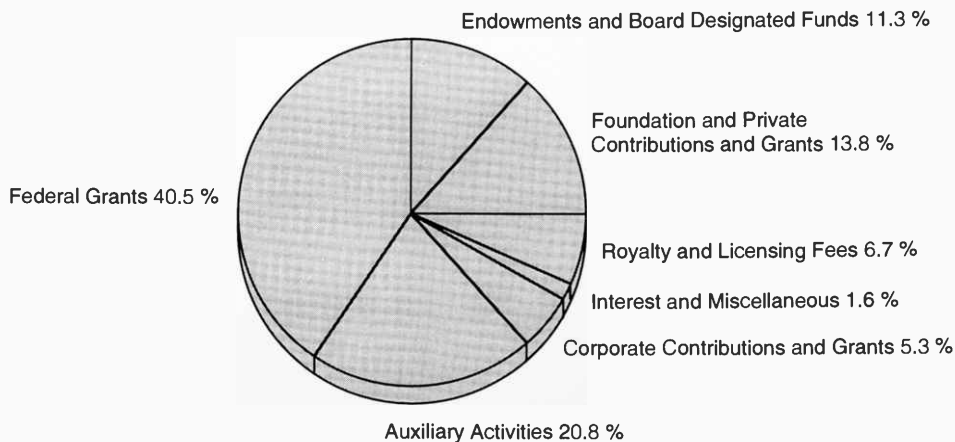 Endowments and Board Designated Funds 11.3 %
Foundation and Private
Contributions and Grants 13.8 %
Federal Grants 40.5 %
Royalty and Licensing Fees 6.7 %
Interest and Miscellaneous 1.6 %
Corporate Contributions and Grants 5.3 %
Auxiliary Activities 20.8 %